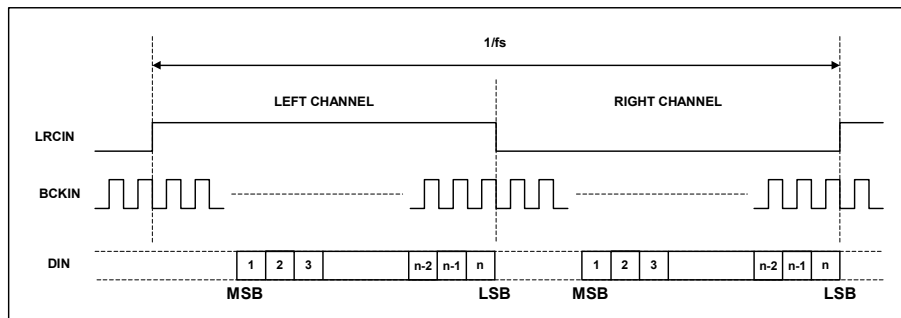 1/fs
LEFT CHANNEL RIGHT CHANNEL
LRCIN
BCKIN
DIN 1 2 3 n-2 n-1 n 1 2 3 n-2 n-1 n
MSB LSB MSB LSB